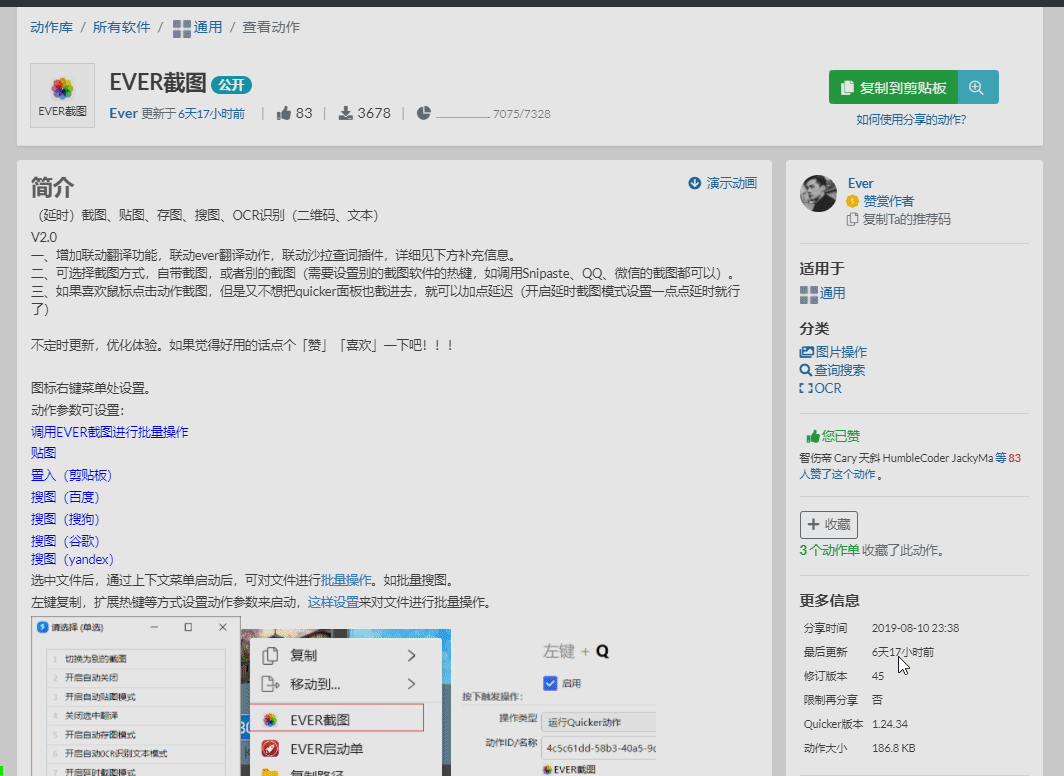 动作库 / 所有软件 / 通用 / 查看动作
EVER截图
EVER截图 公开
Ever 更新于 6天17小时前 | 83 | 3678 | 7075/7328
复制到剪贴板
如何使用分享的动作?
简介
演示动画
（延时）截图、贴图、存图、搜图、OCR识别（二维码、文本）
V2.0
一、增加联动翻译功能，联动ever翻译动作，联动沙拉查词插件，详细见下方补充信息。
二、可选择截图方式，自带截图，或者别的截图（需要设置别的截图软件的热键，如调用Snipaste、QQ、微信的截图都可以）。
三、如果喜欢鼠标点击动作截图，但是又不想把quicker面板也截进去，就可以加点延迟（开启延时截图模式设置一点点延时就行
了）
不定时更新，优化体验。如果觉得好用的话点个「赞」「喜欢」一下吧！！！
图标右键菜单处设置。
动作参数可设置：
调用EVER截图进行批量操作
贴图
置入（剪贴板）
搜图（百度）
搜图（搜狗）
搜图（谷歌）
搜图（yandex）
选中文件后，通过上下文菜单启动后，可对文件进行批量操作。如批量搜图。
左键复制，扩展热键等方式设置动作参数来启动，这样设置来对文件进行批量操作。
请选择 (单选)
1 切换为别的截图
2 开启自动关闭
3 开启自动贴图模式
4 关闭选中翻译
5 开启自动存图模式
6 开启自动OCR识别文本模式
7 开启延时截图模式
复制
移动到...
EVER截图
EVER启动单
复制路径
左键 + Q
启用
按下触发操作：
操作类型 运行Quicker动作
动作ID/名称 4c5c61dd-58b3-40a5-9c
EVER截图
Ever
赞赏作者
复制Ta的推荐码
适用于
通用
分类
图片操作
查询搜索
OCR
您已赞
智伤帝 Cary 天斜 HumbleCoder JackyMa 等 83
人赞了这个动作 。
收藏
3 个动作单 收藏了此动作。
更多信息
分享时间 2019-08-10 23:38
最后更新 6天17小时前
修订版本 45
限制再分享 否
Quicker版本 1.24.34
动作大小 186.8 KB